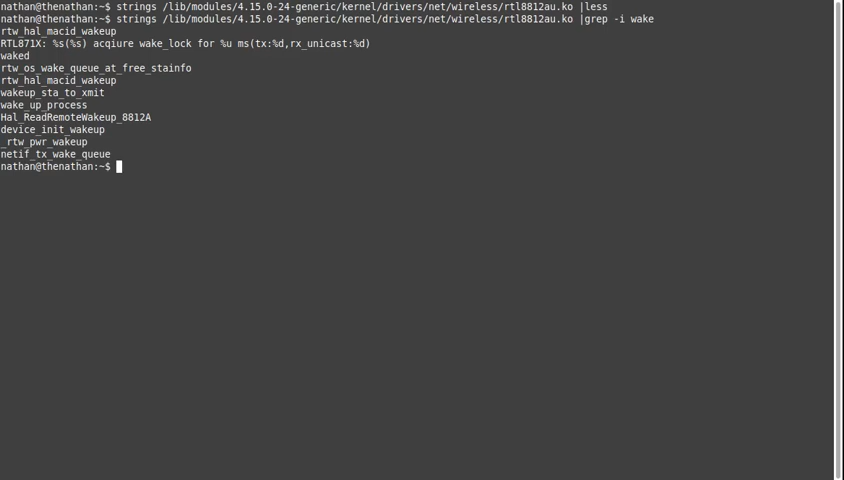 nathan@thenathan:~$ strings /lib/modules/4.15.0-24-generic/kernel/drivers/net/wireless/rtl8812au.ko |less
nathan@thenathan:~$ strings /lib/modules/4.15.0-24-generic/kernel/drivers/net/wireless/rtl8812au.ko |grep -i wake
rtw_hal_macid_wakeup
RTL871X: %s(%s) acqiure wake_lock for %u ms(tx:%d,rx_unicast:%d)
waked
rtw_os_wake_queue_at_free_stainfo
rtw_hal_macid_wakeup
wakeup_sta_to_xmit
wake_up_process
Hal_ReadRemoteWakeup_8812A
device_init_wakeup
_rtw_pwr_wakeup
netif_tx_wake_queue
nathan@thenathan:~$